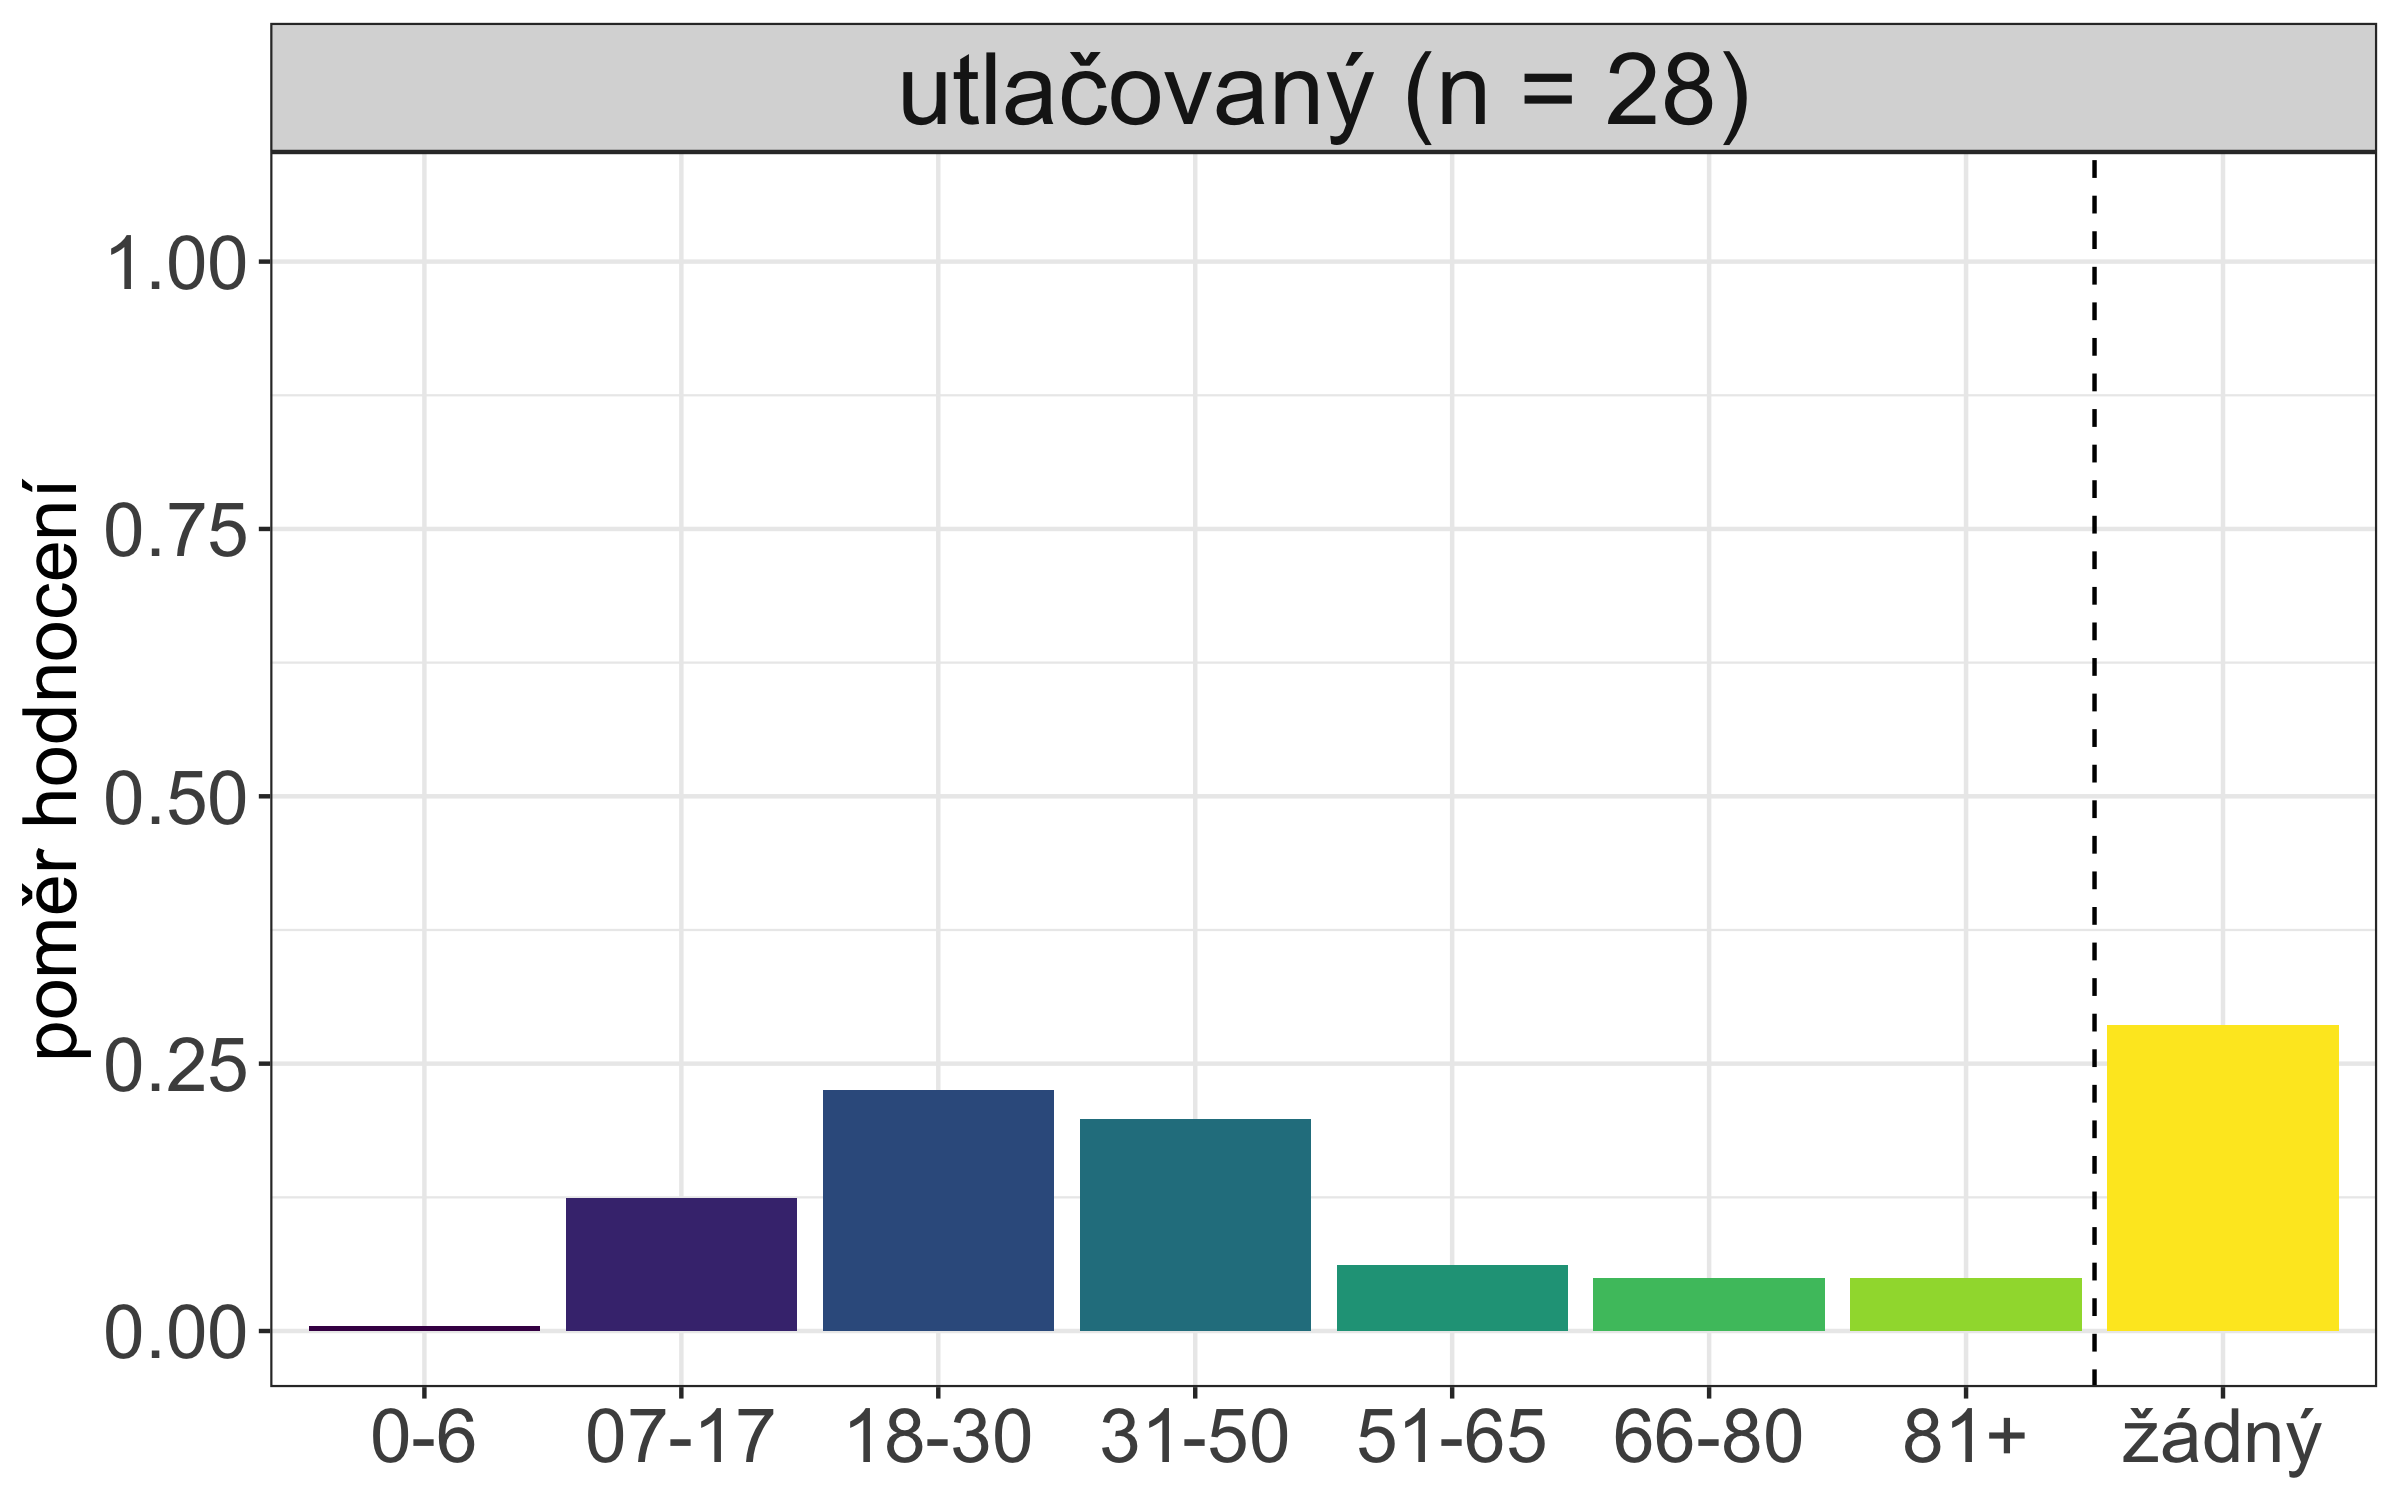 utlačovaný (n = 28)
poměr hodnocení
1.00
0.75
0.50
0.25
0.00
0-6 07-17 18-30 31-50 51-65 66-80 81+ žádný